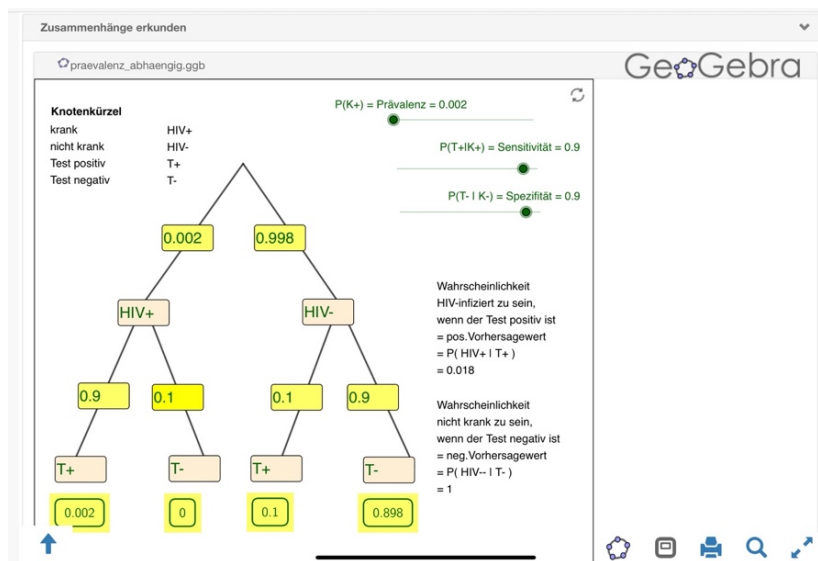 Zusammenhänge erkunden
praevalenz_abhaengig.ggb
GeoGebra
Knotenkürzel
krank HIV+
nicht krank HIV-
Test positiv T+
Test negativ T-
P(K+) = Prävalenz = 0.002
P(T+IK+) = Sensitivität = 0.9
P(T- I K-) = Spezifität = 0.9
0.002 0.998
HIV+ HIV-
0.9 0.1 0.1 0.9
T+ T- T+ T-
0.002 0 0.1 0.898
Wahrscheinlichkeit
HIV-infiziert zu sein,
wenn der Test positiv ist
= pos.Vorhersagewert
= P( HIV+ I T+ )
= 0.018
Wahrscheinlichkeit
nicht krank zu sein,
wenn der Test negativ ist
= neg.Vorhersagewert
= P( HIV-- I T- )
= 1